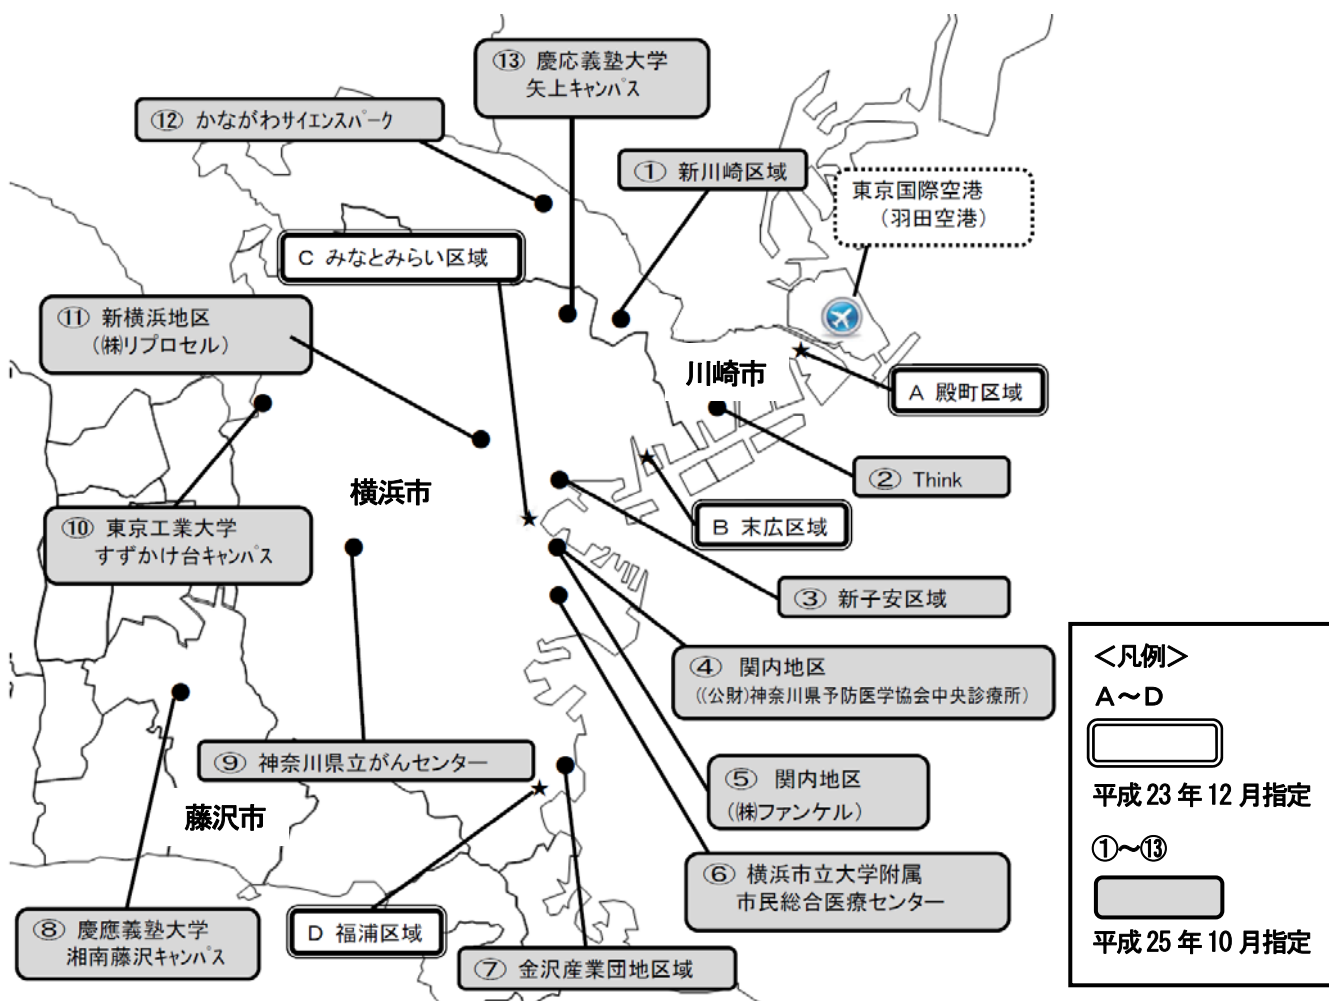 ⑬ 慶応義塾大学
矢上キャンパス
⑫ かながわサイエンスパーク
① 新川崎区域
東京国際空港
（羽田空港）
C みなとみらい区域
⑪ 新横浜地区
（㈱リプロセル）
川崎市
A 殿町区域
② Think
横浜市
B 末広区域
⑩ 東京工業大学
すずかけ台キャンパス
③ 新子安区域
④ 関内地区
（（公財）神奈川県予防医学協会中央診療所）
⑨ 神奈川県立がんセンター
⑤ 関内地区
（㈱ファンケル）
藤沢市
⑥ 横浜市立大学附属
市民総合医療センター
⑧ 慶應義塾大学
湘南藤沢キャンパス
D 福浦区域
⑦ 金沢産業団地区域
＜凡例＞
A～D
平成23年12月指定
①～⑬
平成25年10月指定